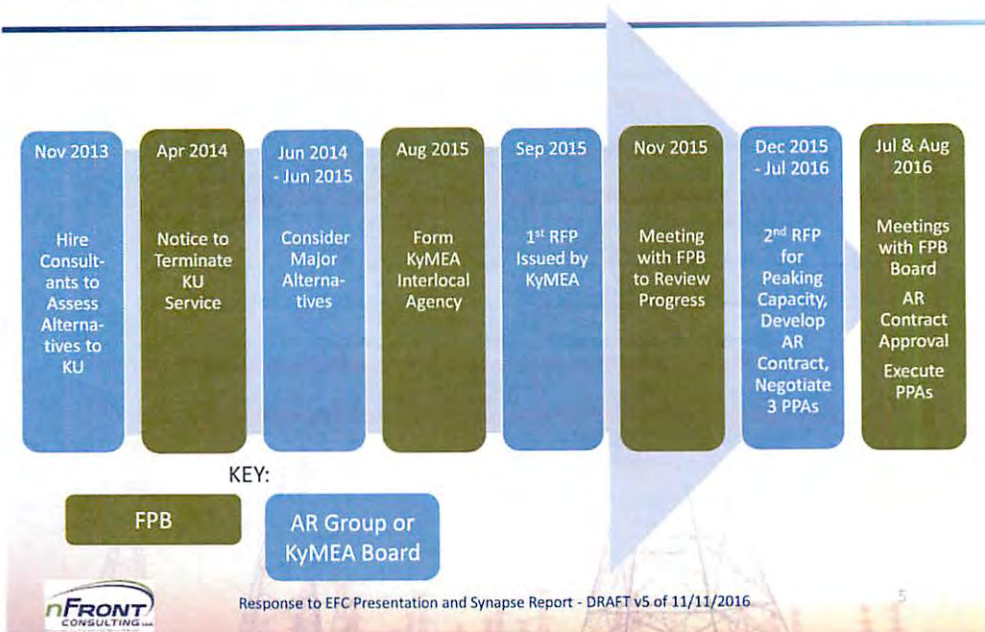 Nov 2013
Hire
Consult-
ants to
Assess
Alterna-
tives to
KU
Apr 2014
Notice to
Terminate
KU
Service
Jun 2014
- Jun 2015
Consider
Major
Alterna-
tives
Aug 2015
Form
KyMEA
Interlocal
Agency
Sep 2015
1st RFP
Issued by
KyMEA
Nov 2015
Meeting
with FPB
to Review
Progress
Dec 2015
- Jul 2016
2nd RFP
for
Peaking
Capacity,
Develop
AR
Contract,
Negotiate
3 PPAs
Jul & Aug
2016
Meetings
with FPB
Board
AR
Contract
Approval
Execute
PPAs
KEY:
FPB
AR Group or
KyMEA Board
nFRONT
CONSULTING
Response to EFC Presentation and Synapse Report - DRAFT v5 of 11/11/2016
5